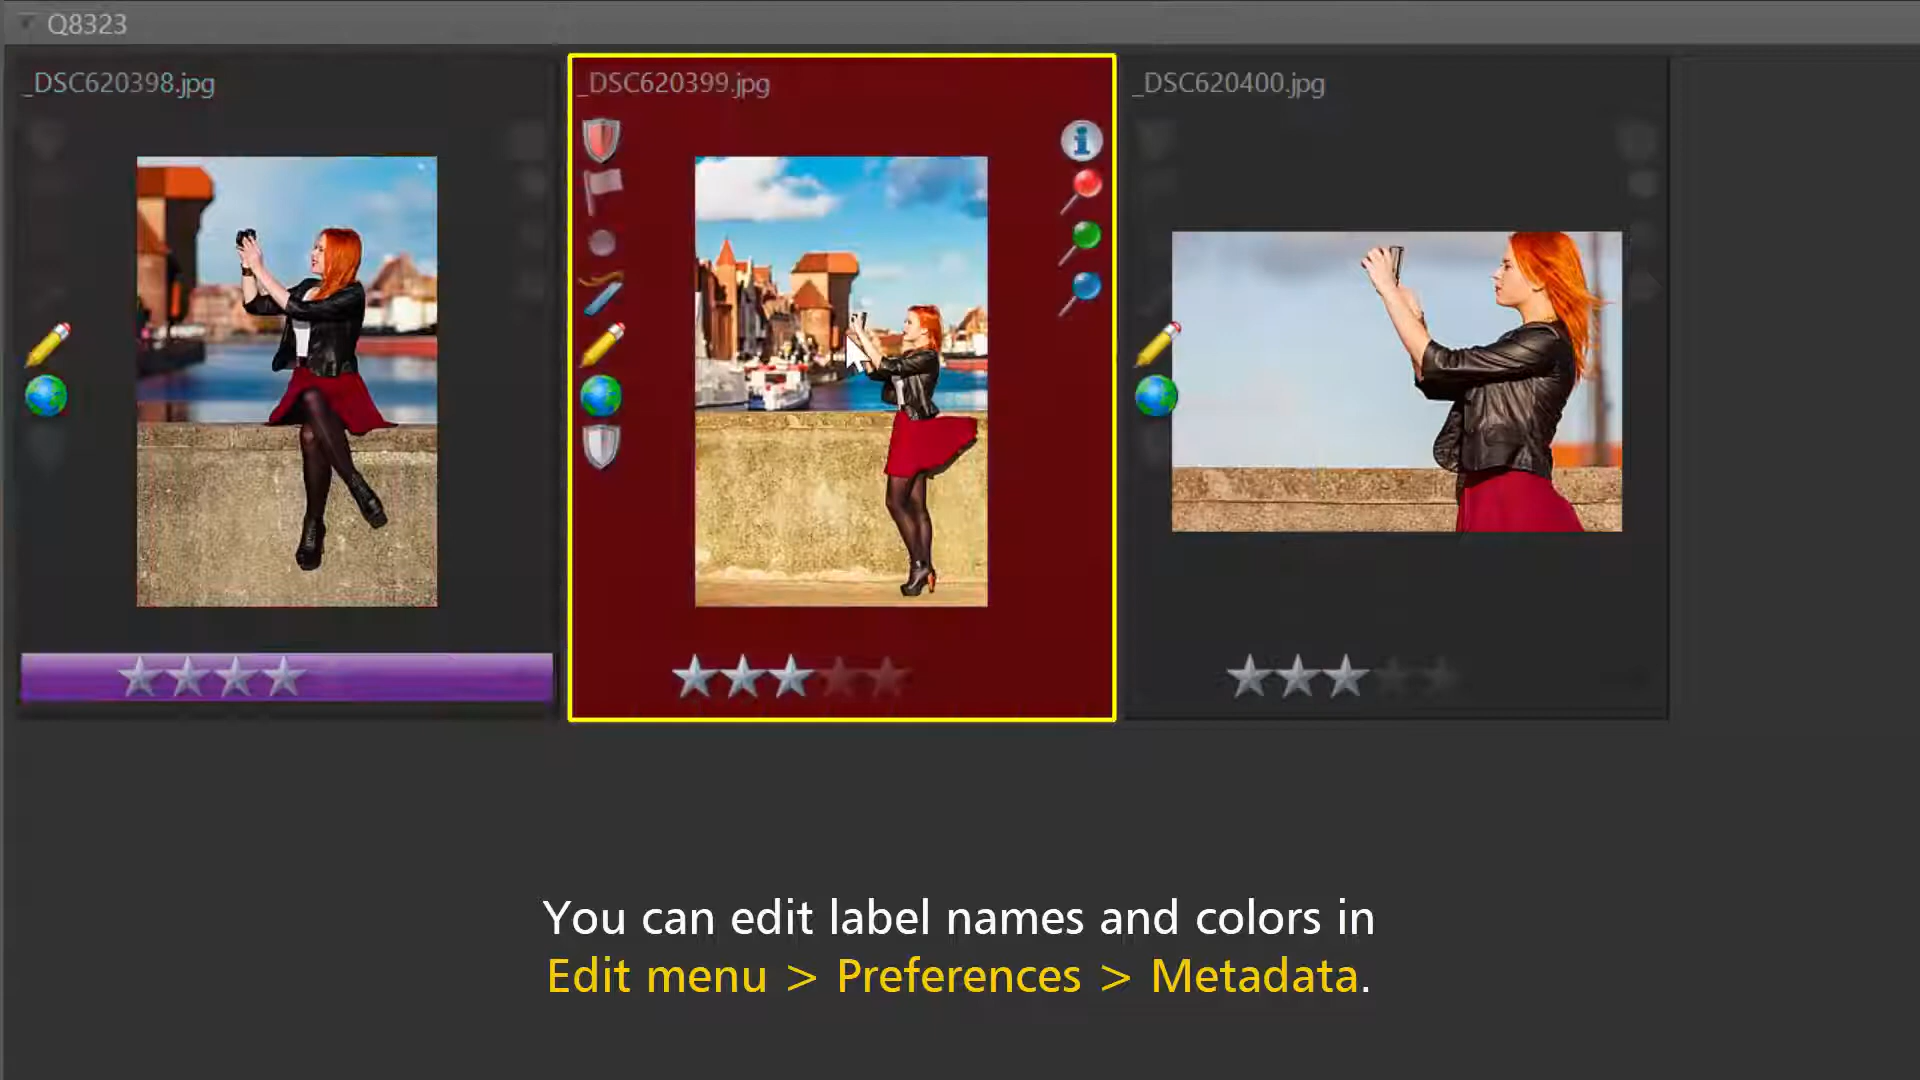 Q8323
_DSC620398.jpg
_DSC620399.jpg
_DSC620400.jpg
You can edit label names and colors in
Edit menu > Preferences > Metadata.